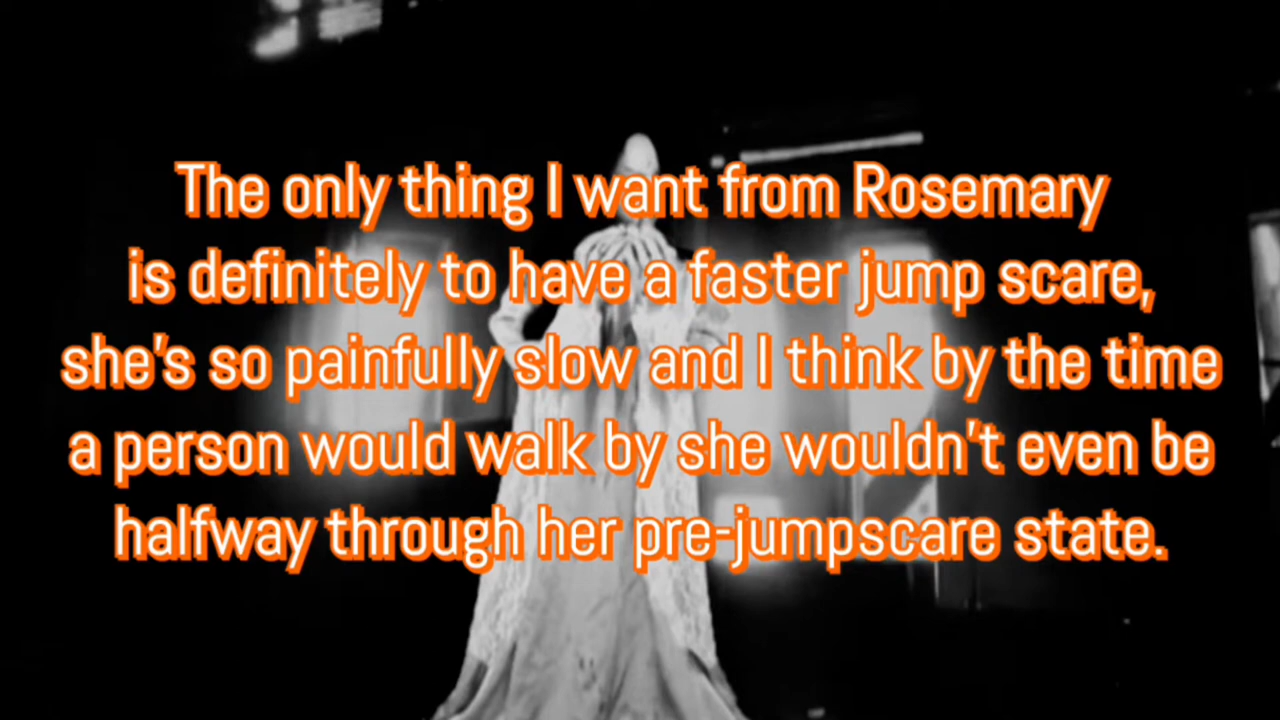 The only thing I want from Rosemary
is definitely to have a faster jump scare,
she's so painfully slow and I think by the time
a person would walk by she wouldn't even be
halfway through her pre-jumpscare state.